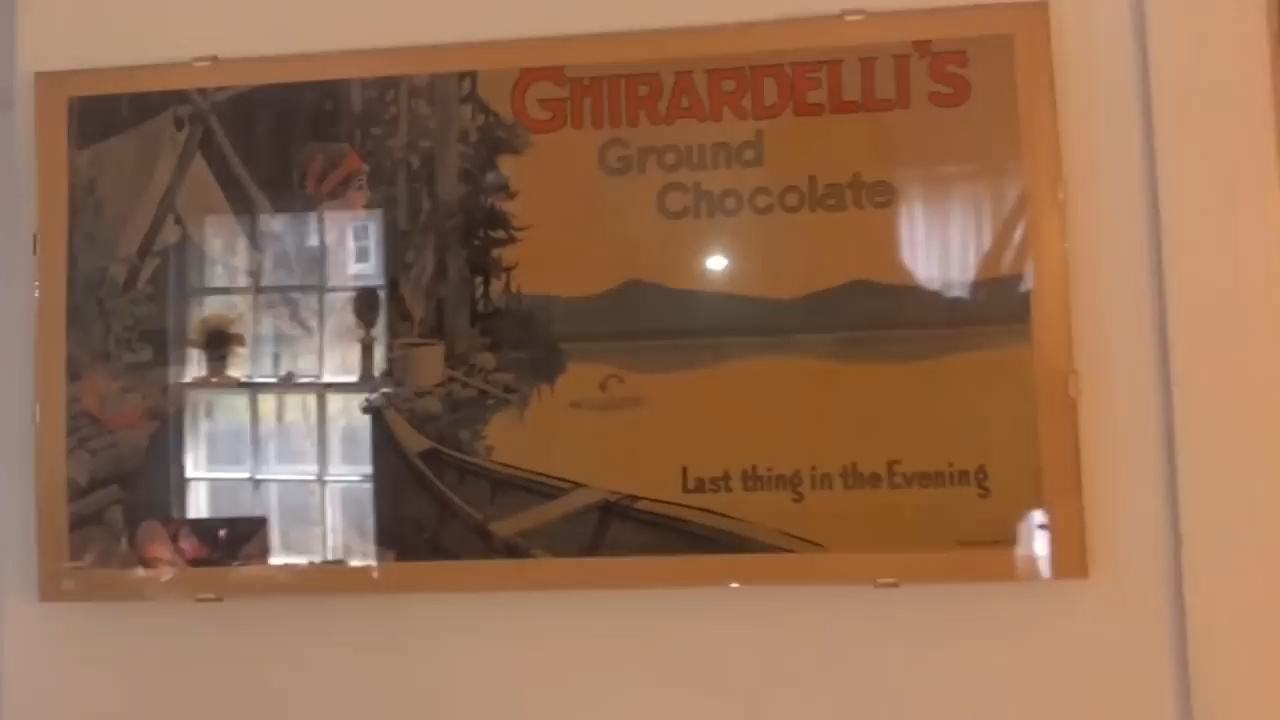 GHIRARDELLI'S
Ground
Chocolate
Last thing in the Evening